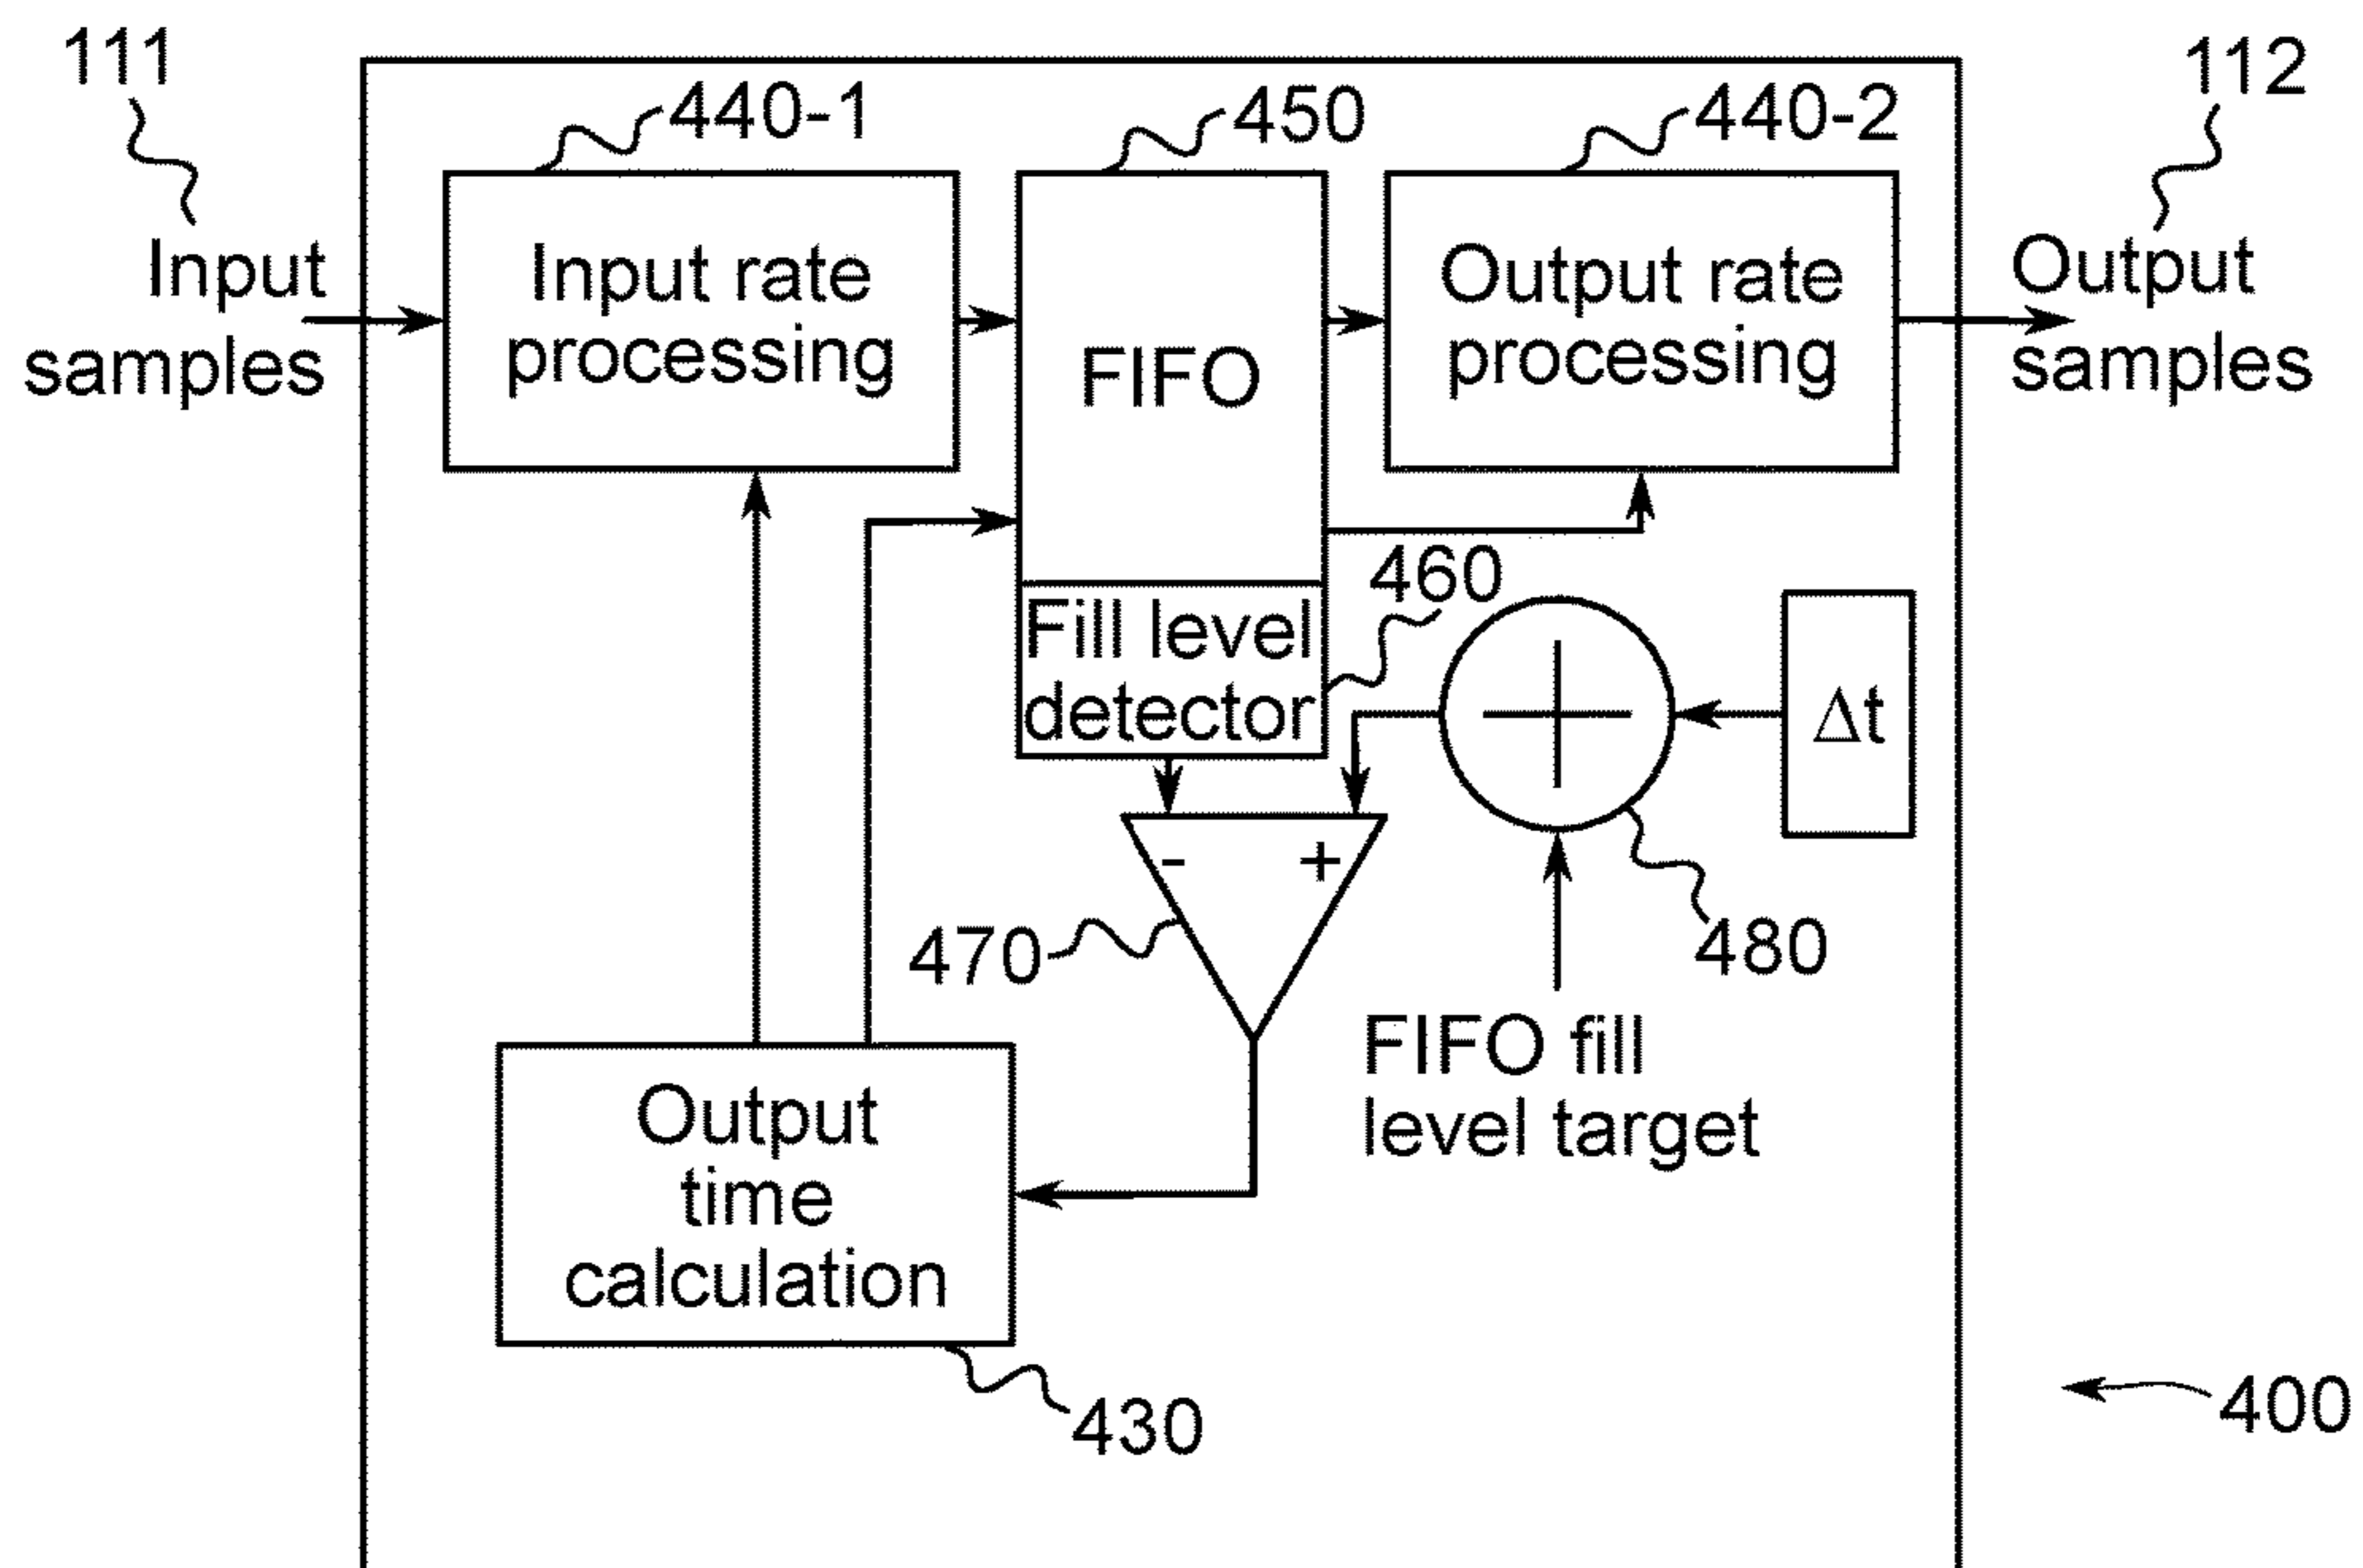 111
112
440-1
450
440-2
Input
samples
Input rate
processing
FIFO
Output rate
processing
Output
samples
460
Fill level
detector
Δt
+
-
+
470
480
FIFO fill
level target
Output
time
calculation
430
400